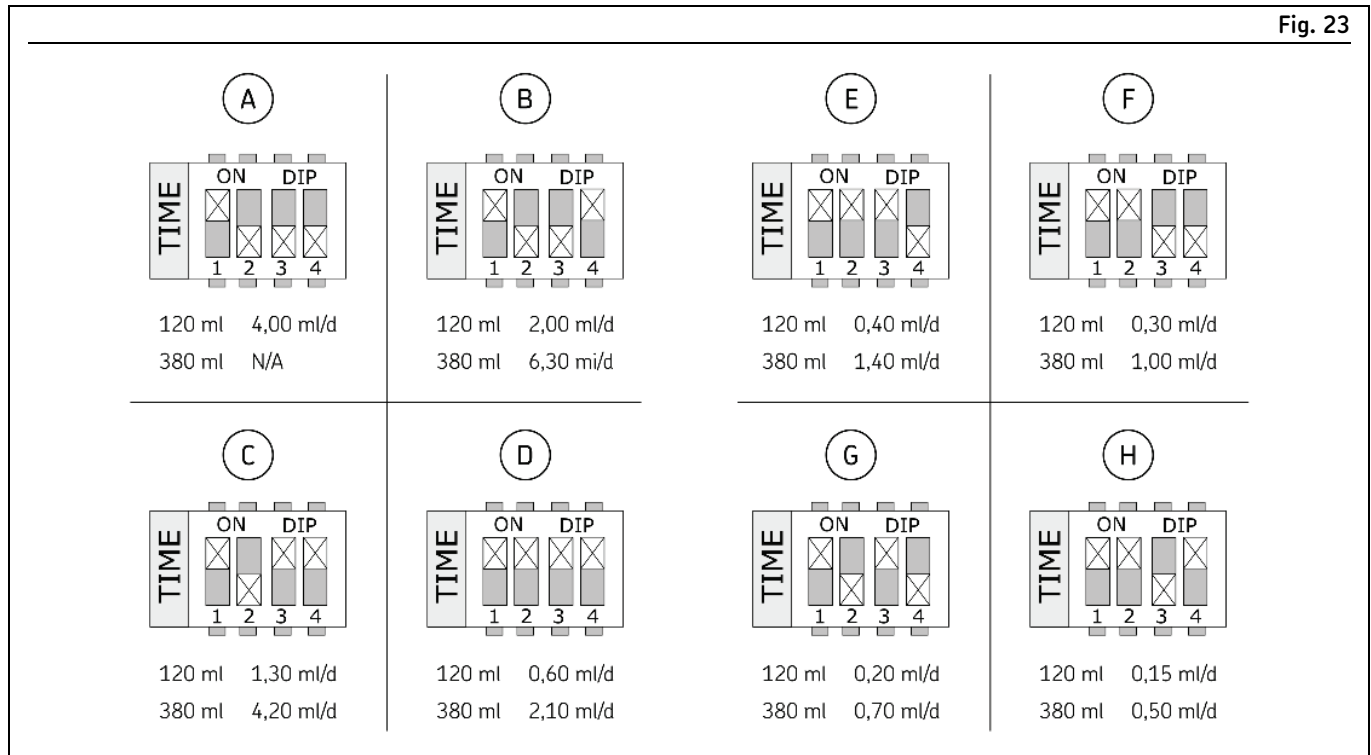 Fig. 23
A
TIME
ON DIP
1 2 3 4
120 ml 4,00 ml/d
380 ml N/A
B
TIME
ON DIP
1 2 3 4
120 ml 2,00 ml/d
380 ml 6,30 mi/d
C
TIME
ON DIP
1 2 3 4
120 ml 1,30 ml/d
380 ml 4,20 ml/d
D
TIME
ON DIP
1 2 3 4
120 ml 0,60 ml/d
380 ml 2,10 ml/d
E
TIME
ON DIP
1 2 3 4
120 ml 0,40 ml/d
380 ml 1,40 ml/d
F
TIME
ON DIP
1 2 3 4
120 ml 0,30 ml/d
380 ml 1,00 ml/d
G
TIME
ON DIP
1 2 3 4
120 ml 0,20 ml/d
380 ml 0,70 ml/d
H
TIME
ON DIP
1 2 3 4
120 ml 0,15 ml/d
380 ml 0,50 ml/d